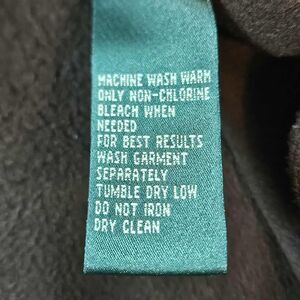 MACHINE WASH WARM
ONLY NON-CHLORINE
BLEACH WHEN
NEEDED
FOR BEST RESULTS
WASH GARMENT
SEPARATELY
TUMBLE DRY LOW
DO NOT IRON
DRY CLEAN